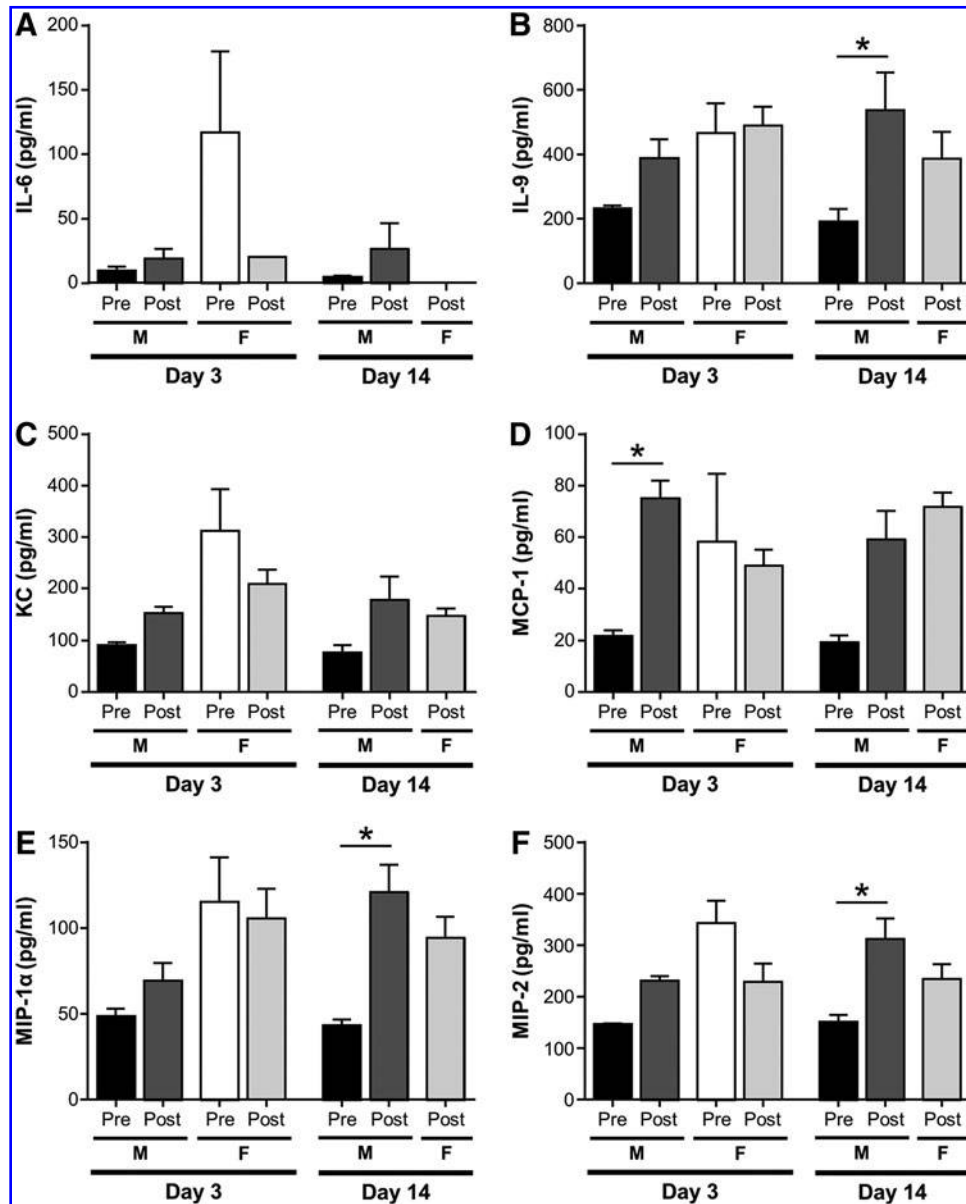 A
IL-6 (pg/ml)
200
150
100
50
0
Pre Post Pre Post Pre Post Post
M F M F
Day 3 Day 14
B
IL-9 (pg/ml)
800
600
400
200
0
*
Pre Post Pre Post Pre Post Post
M F M F
Day 3 Day 14
C
KC (pg/ml)
500
400
300
200
100
0
Pre Post Pre Post Pre Post Post
M F M F
Day 3 Day 14
D
MCP-1 (pg/ml)
100
80
60
40
20
0
*
*
Pre Post Pre Post Pre Post Post
M F M F
Day 3 Day 14
E
MIP-1α (pg/ml)
150
100
50
0
*
Pre Post Pre Post Pre Post Post
M F M F
Day 3 Day 14
F
MIP-2 (pg/ml)
500
400
300
200
100
0
*
Pre Post Pre Post Pre Post Post
M F M F
Day 3 Day 14